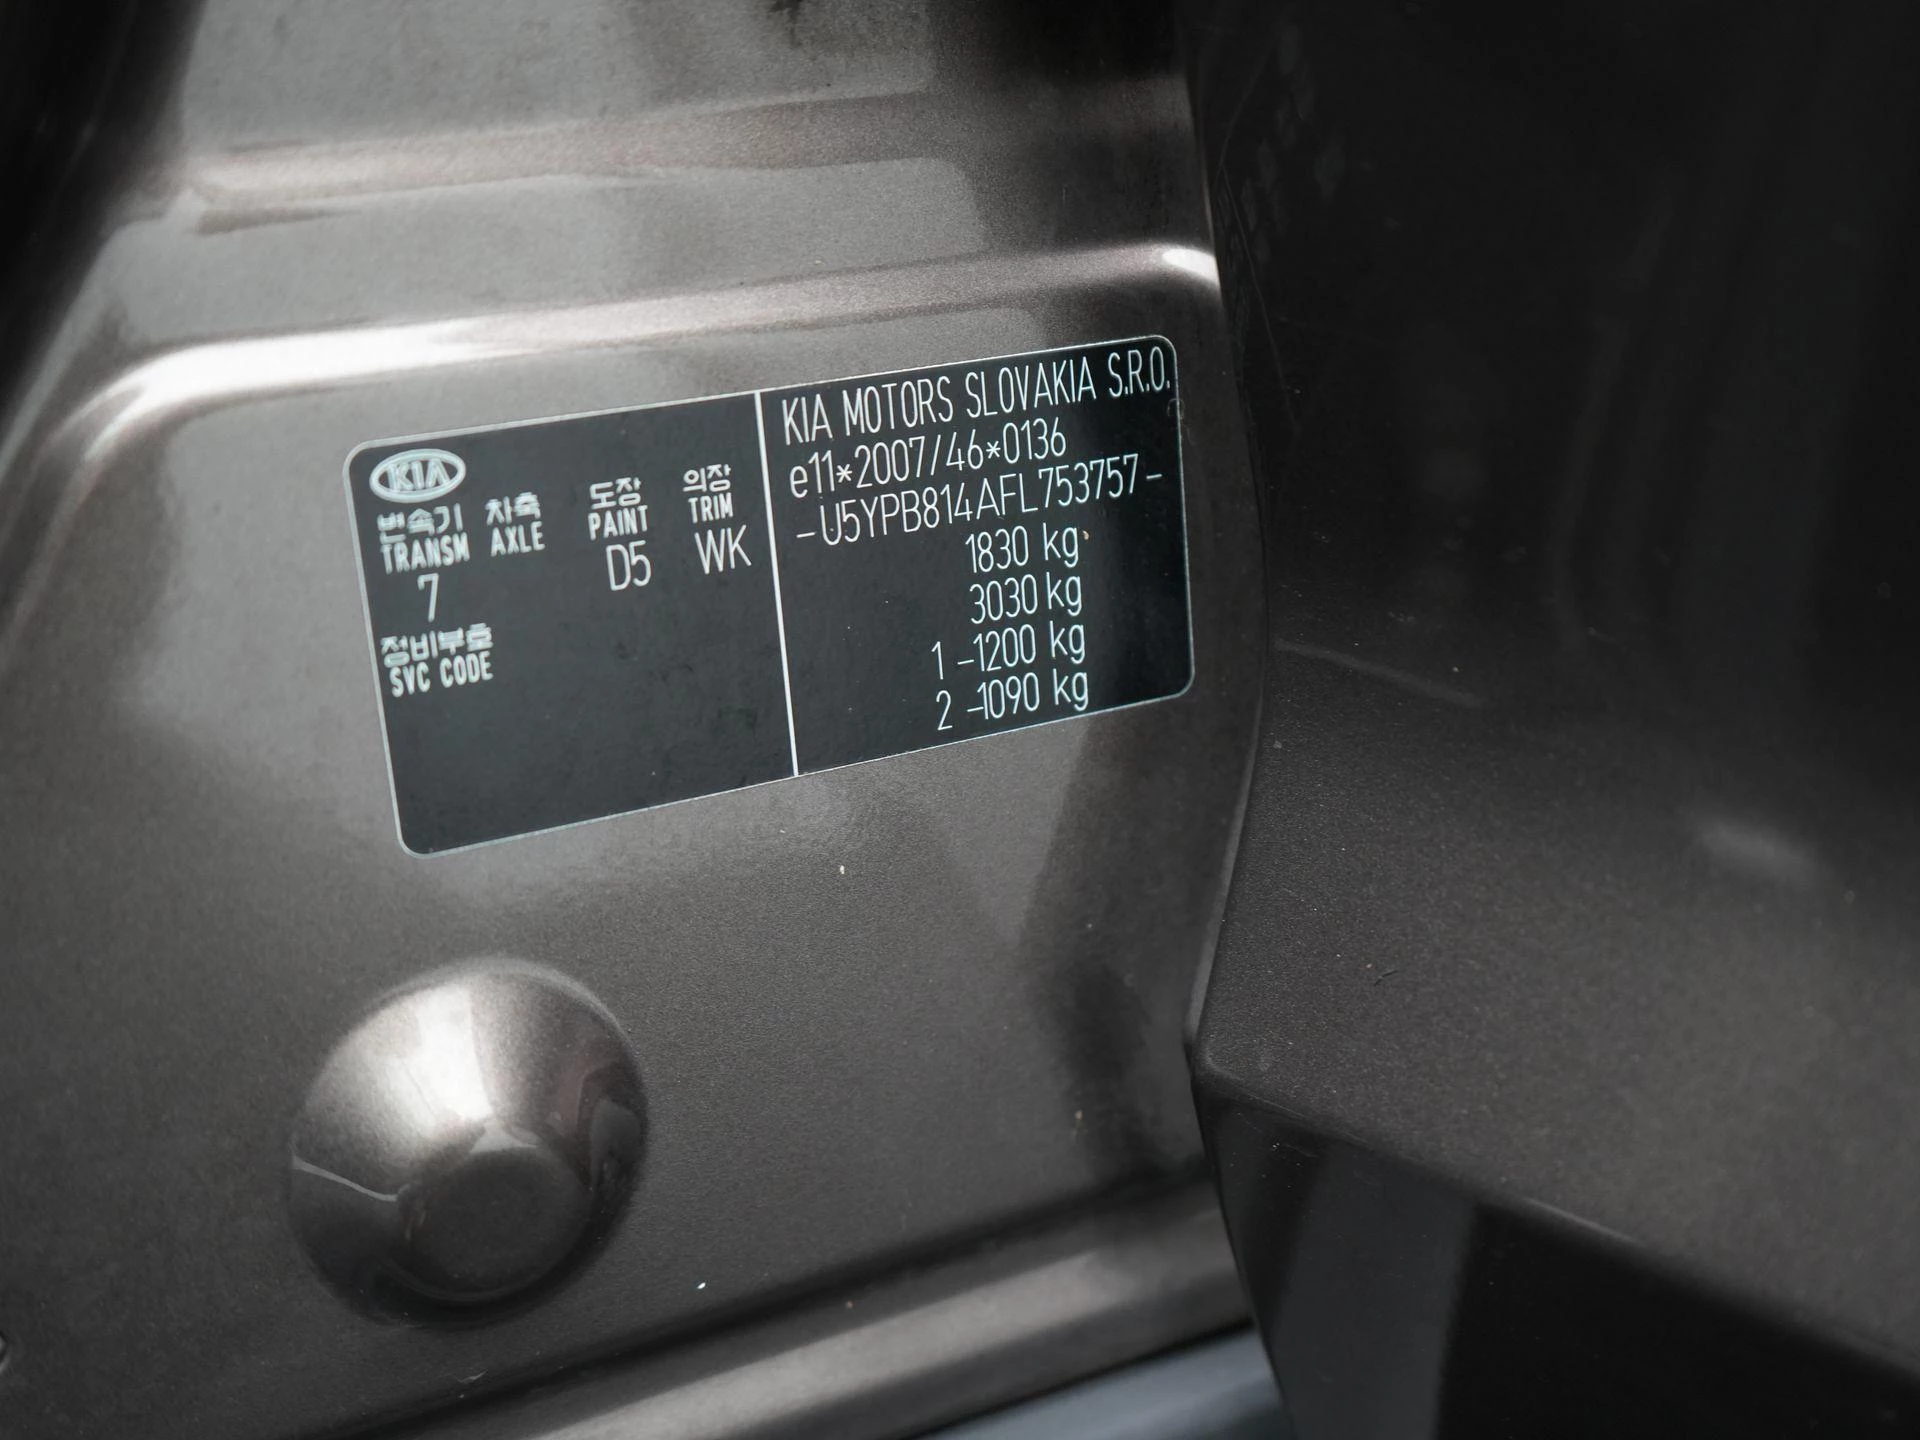 KIA
변속기 차축 도장 의장
TRANSM AXLE PAINT TRIM
7 D5 WK
정비부호
SVC CODE
KIA MOTORS SLOVAKIA S.R.O.
e11*2007/46*0136
-U5YPB814AFL753757-
1830 kg
3030 kg
1 -1200 kg
2 -1090 kg